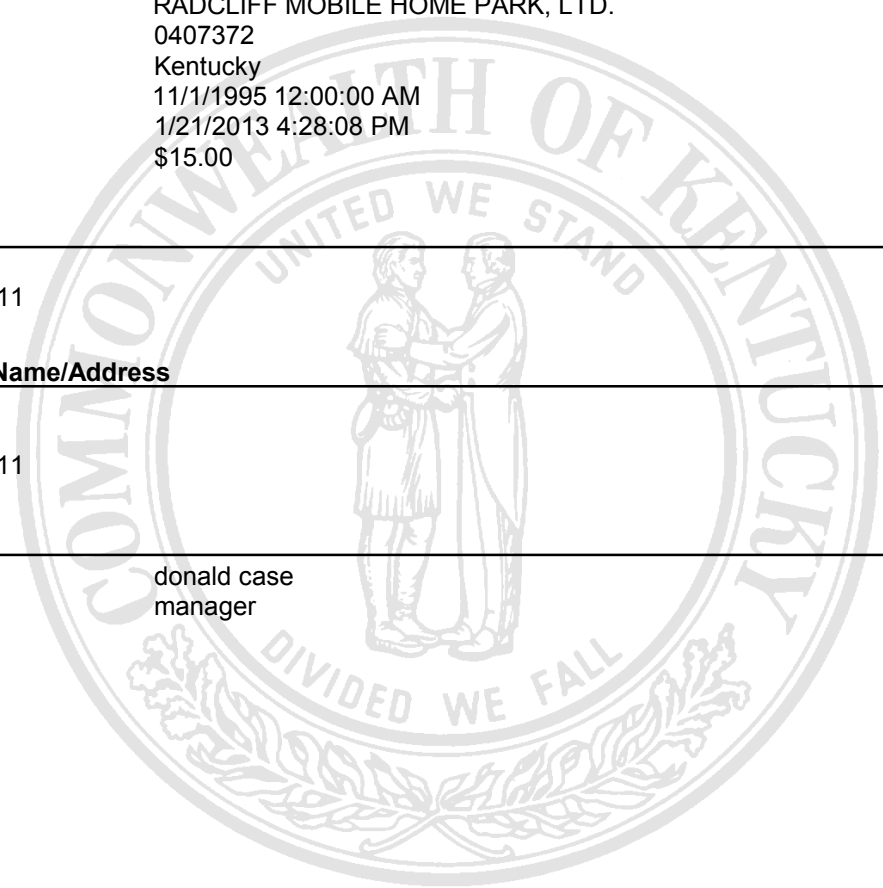 RADCLIFF MOBILE HOME PARK, LTD.
0407372
Kentucky
11/1/1995 12:00:00 AM
1/21/2013 4:28:08 PM
$15.00
COMMONWEALTH OF KENTUCKY
UNITED WE STAND
11
Name/Address
11
donald case
manager
DIVIDED WE FALL